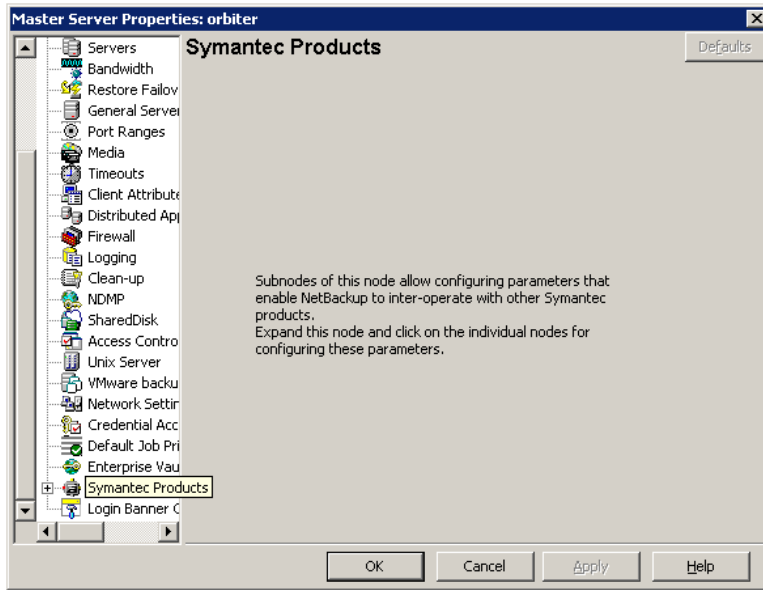 Master Server Properties: orbiter
Servers
Bandwidth
Restore Failov
General Server
Port Ranges
Media
Timeouts
Client Attribute
Distributed App
Firewall
Logging
Clean-up
NDMP
SharedDisk
Access Contro
Unix Server
VMware backu
Network Settin
Credential Acc
Default Job Pri
Enterprise Vau
Symantec Products
Login Banner C
Symantec Products
Defaults
Subnodes of this node allow configuring parameters that
enable NetBackup to inter-operate with other Symantec
products.
Expand this node and click on the individual nodes for
configuring these parameters.
OK
Cancel
Apply
Help